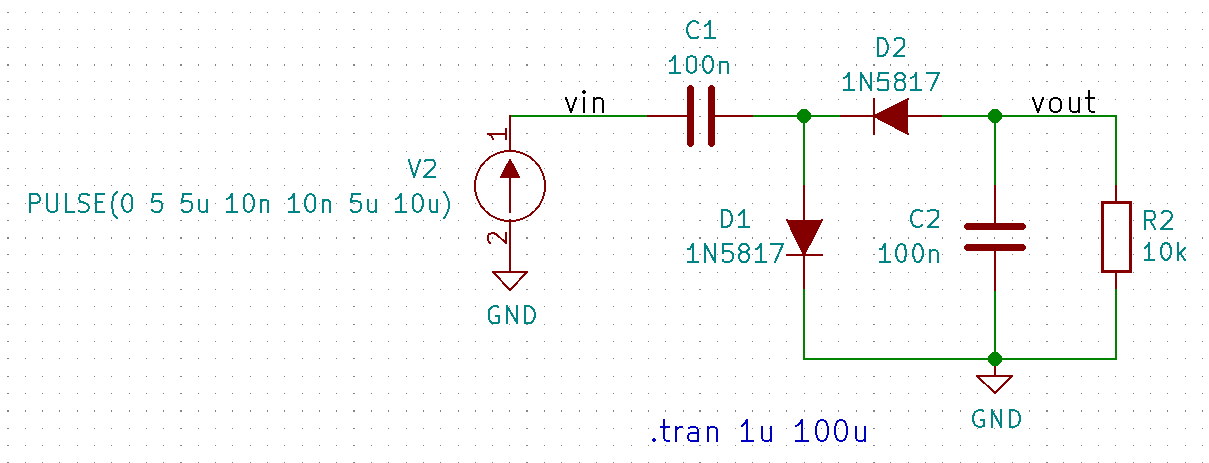 C1
100n
D2
1N5817
vin
vout
1
V2
PULSE(0 5 5u 10n 10n 5u 10u)
2
GND
D1
1N5817
C2
100n
R2
10k
GND
.tran 1u 100u